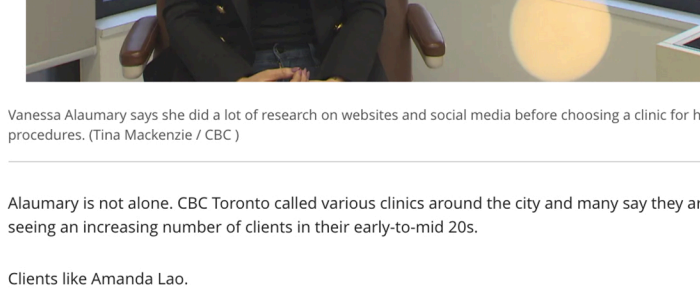 Vanessa Alaumary says she did a lot of research on websites and social media before choosing a clinic for
procedures. (Tina Mackenzie / CBC )
Alaumary is not alone. CBC Toronto called various clinics around the city and many say they
seeing an increasing number of clients in their early-to-mid 20s.
Clients like Amanda Lao.